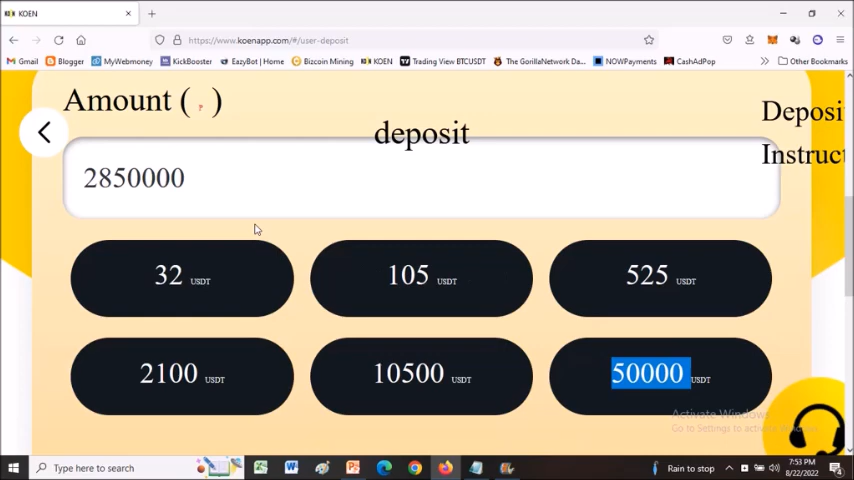 KOEN
https://www.koenapp.com/#/user-deposit
Gmail Blogger MyWebmoney KickBooster EazyBot | Home Bizcoin Mining KOEN Trading View BTCUSDT The GorillaNetwork Da... NOWPayments CashAdPop Other Bookmarks
Amount ( ? )
deposit
Deposi
Instruct
2850000
32 USDT
105 USDT
525 USDT
2100 USDT
10500 USDT
50000 USDT
Activate Windows
Go to Settings to activate Windows.
Type here to search
Rain to stop
7:53 PM
8/22/2022
4